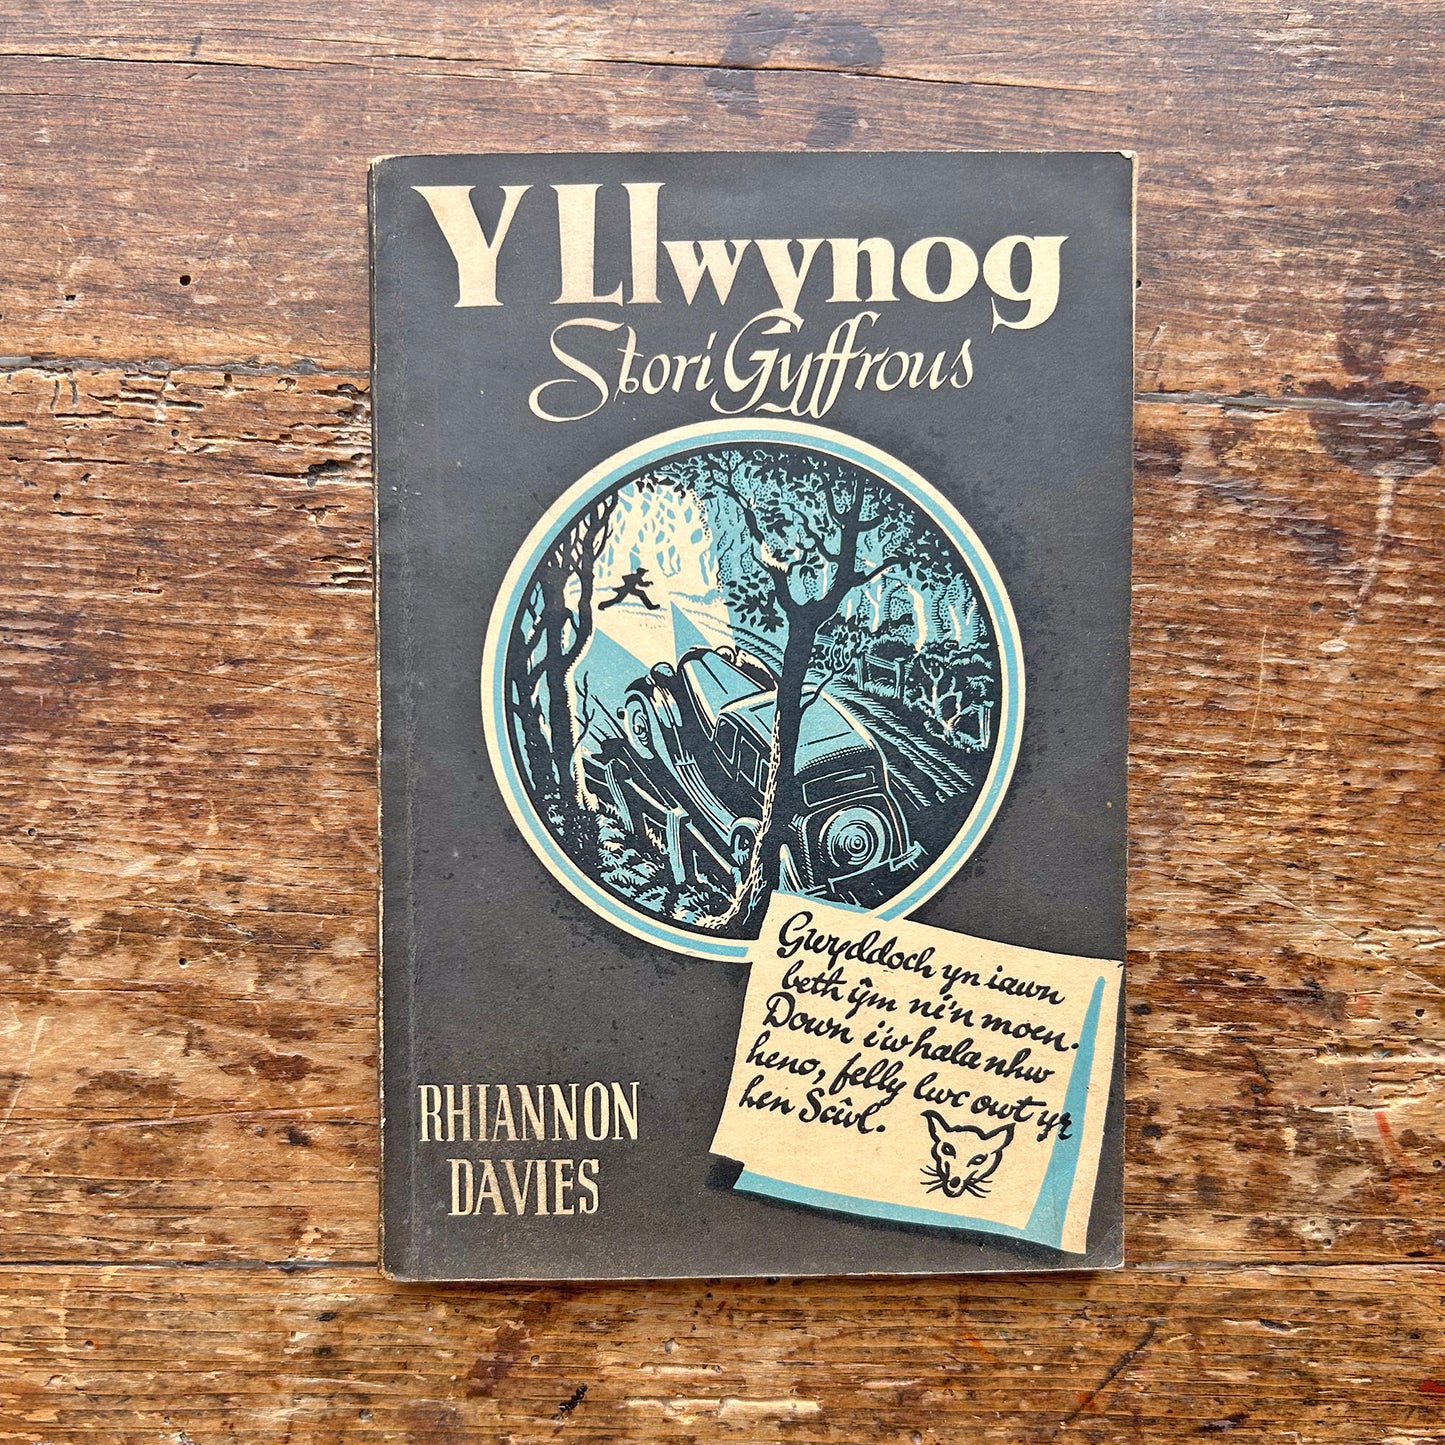 Y Llwynog
Stori Gyffrous
Gwyddoch yn iawn
beth ŷm ni'n moen.
Down i'w hala nhw
heno, felly lwc owt yr
hen Sciwl.
RHIANNON
DAVIES